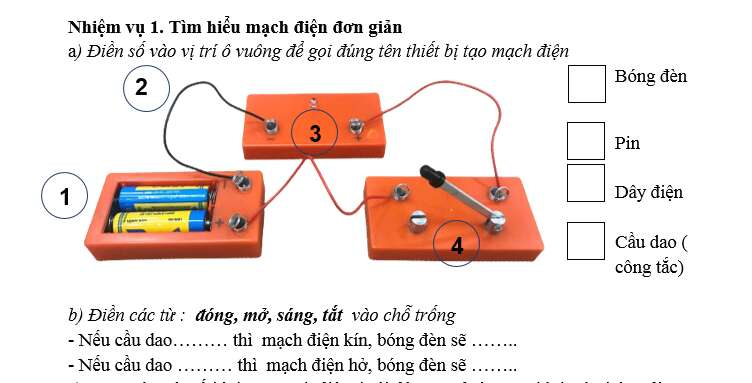 Nhiệm vụ 1. Tìm hiểu mạch điện đơn giản
a) Điền số vào vị trí ô vuông để gọi đúng tên thiết bị tạo mạch điện
2
3
1
4
- +
+
Bóng đèn
Pin
Dây điện
Cầu dao (
công tắc)
b) Điền các từ : đóng, mở, sáng, tắt vào chỗ trống
- Nếu cầu dao……… thì mạch điện kín, bóng đèn sẽ ……..
- Nếu cầu dao ……… thì mạch điện hở, bóng đèn sẽ ……..